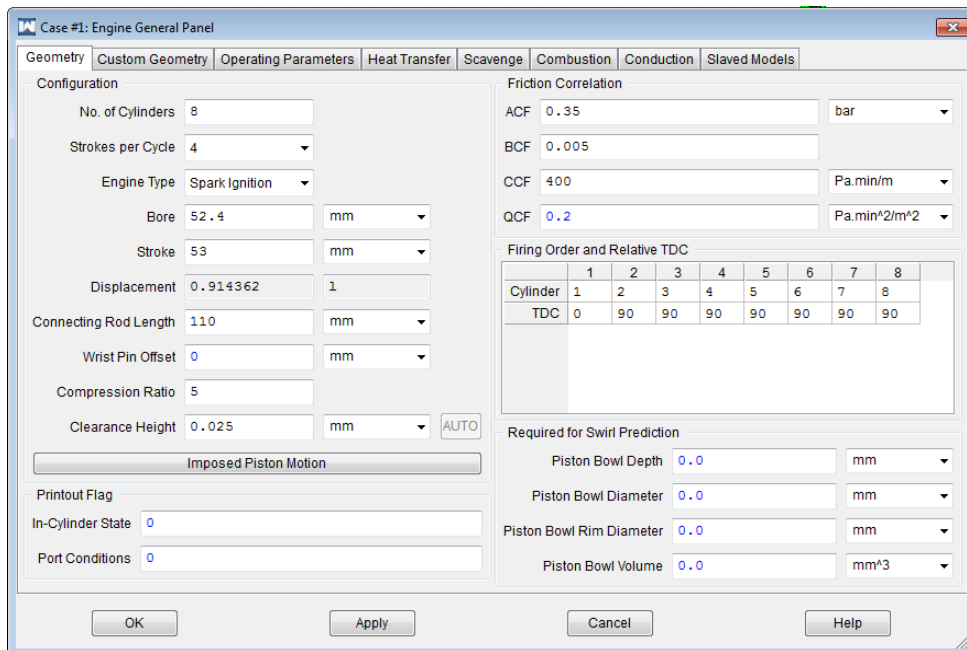 Case #1: Engine General Panel
Geometry Custom Geometry Operating Parameters Heat Transfer Scavenge Combustion Conduction Slaved Models
Configuration
No. of Cylinders 8
Strokes per Cycle 4
Engine Type Spark Ignition
Bore 52.4 mm
Stroke 53 mm
Displacement 0.914362 l
Connecting Rod Length 110 mm
Wrist Pin Offset 0 mm
Compression Ratio 5
Clearance Height 0.025 mm AUTO
Imposed Piston Motion
Printout Flag
In-Cylinder State 0
Port Conditions 0
Friction Correlation
ACF 0.35 bar
BCF 0.005
CCF 400 Pa.min/m
QCF 0.2 Pa.min^2/m^2
Firing Order and Relative TDC
1 2 3 4 5 6 7 8
Cylinder 1 2 3 4 5 6 7 8
TDC 0 90 90 90 90 90 90 90
Required for Swirl Prediction
Piston Bowl Depth 0.0 mm
Piston Bowl Diameter 0.0 mm
Piston Bowl Rim Diameter 0.0 mm
Piston Bowl Volume 0.0 mm^3
OK Apply Cancel Help